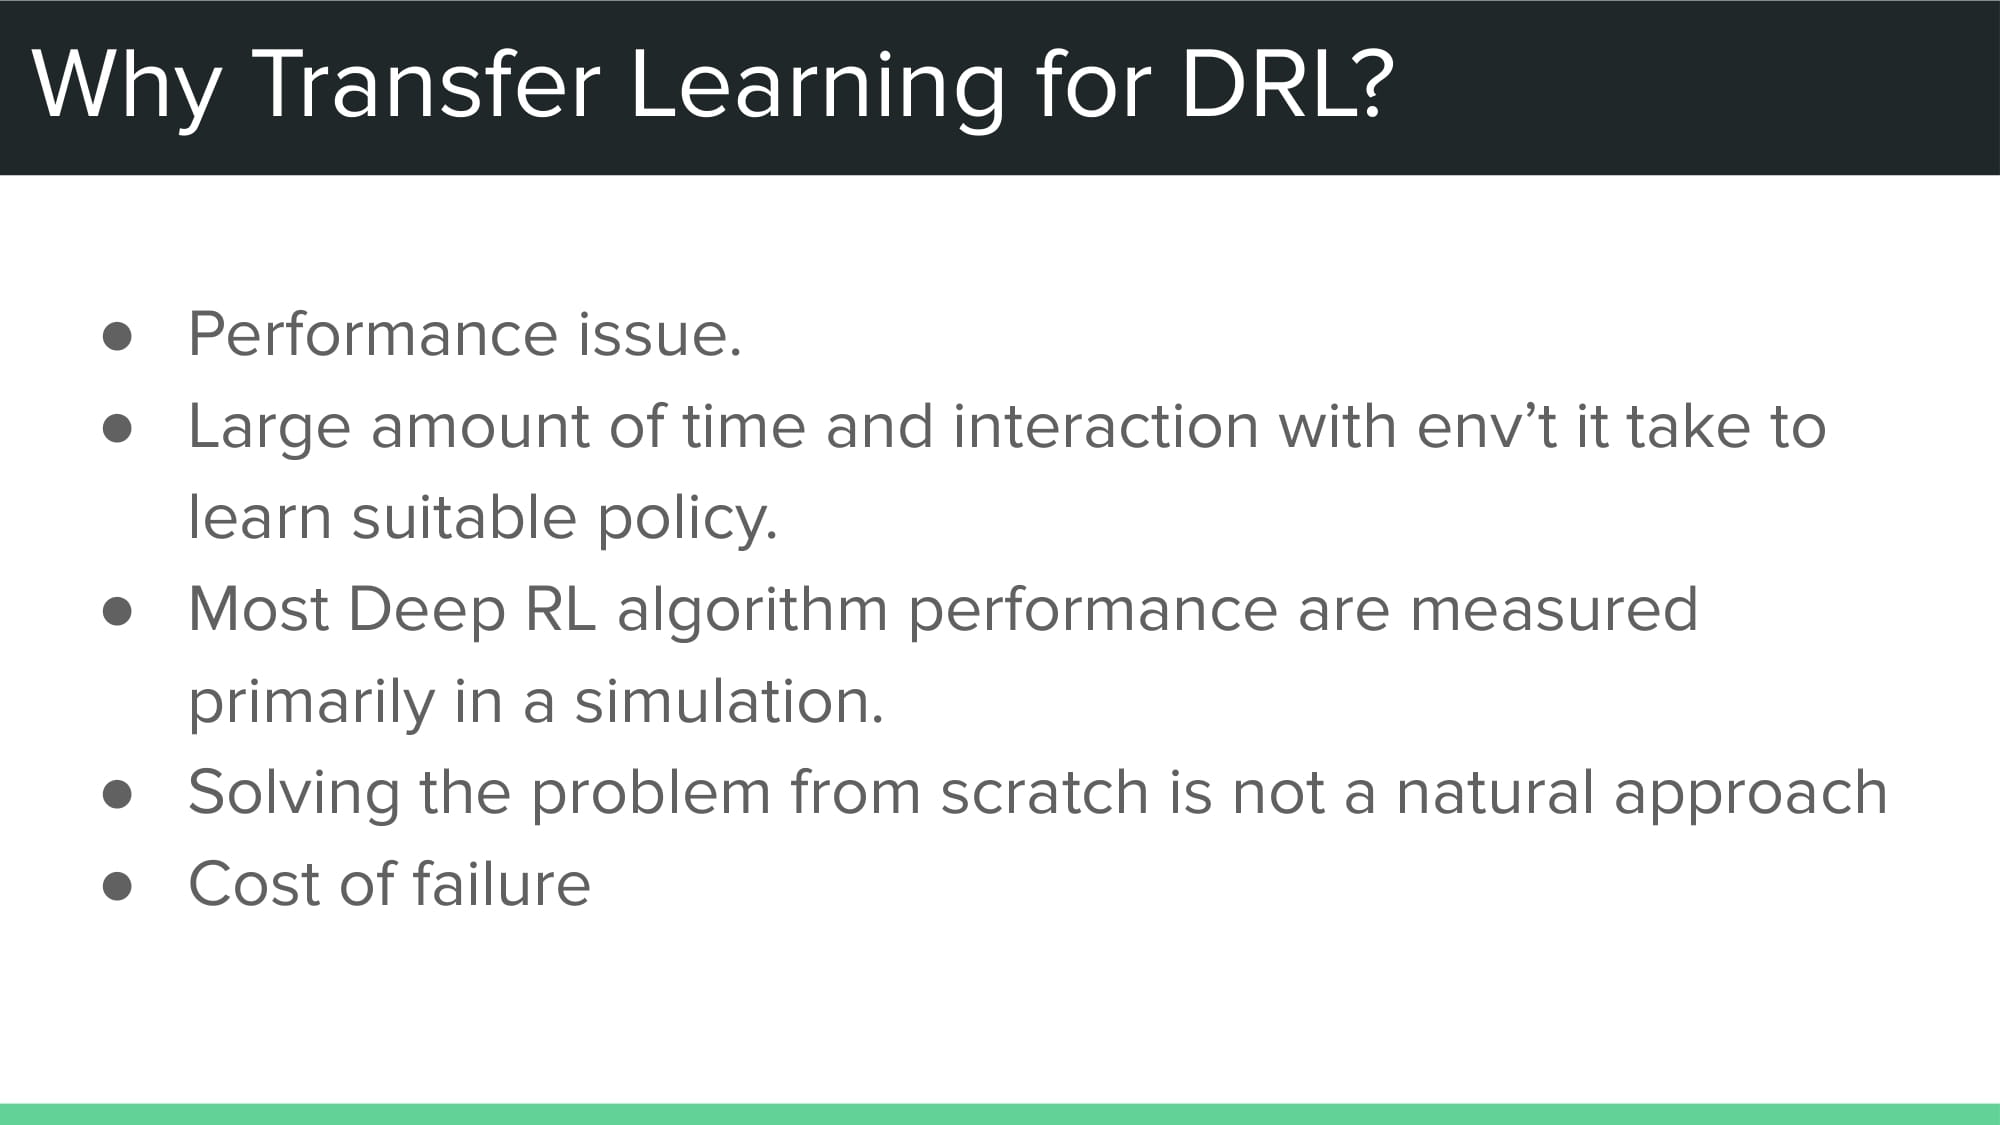 Why Transfer Learning for DRL?
● Performance issue.
● Large amount of time and interaction with env’t it take to
learn suitable policy.
● Most Deep RL algorithm performance are measured
primarily in a simulation.
● Solving the problem from scratch is not a natural approach
● Cost of failure